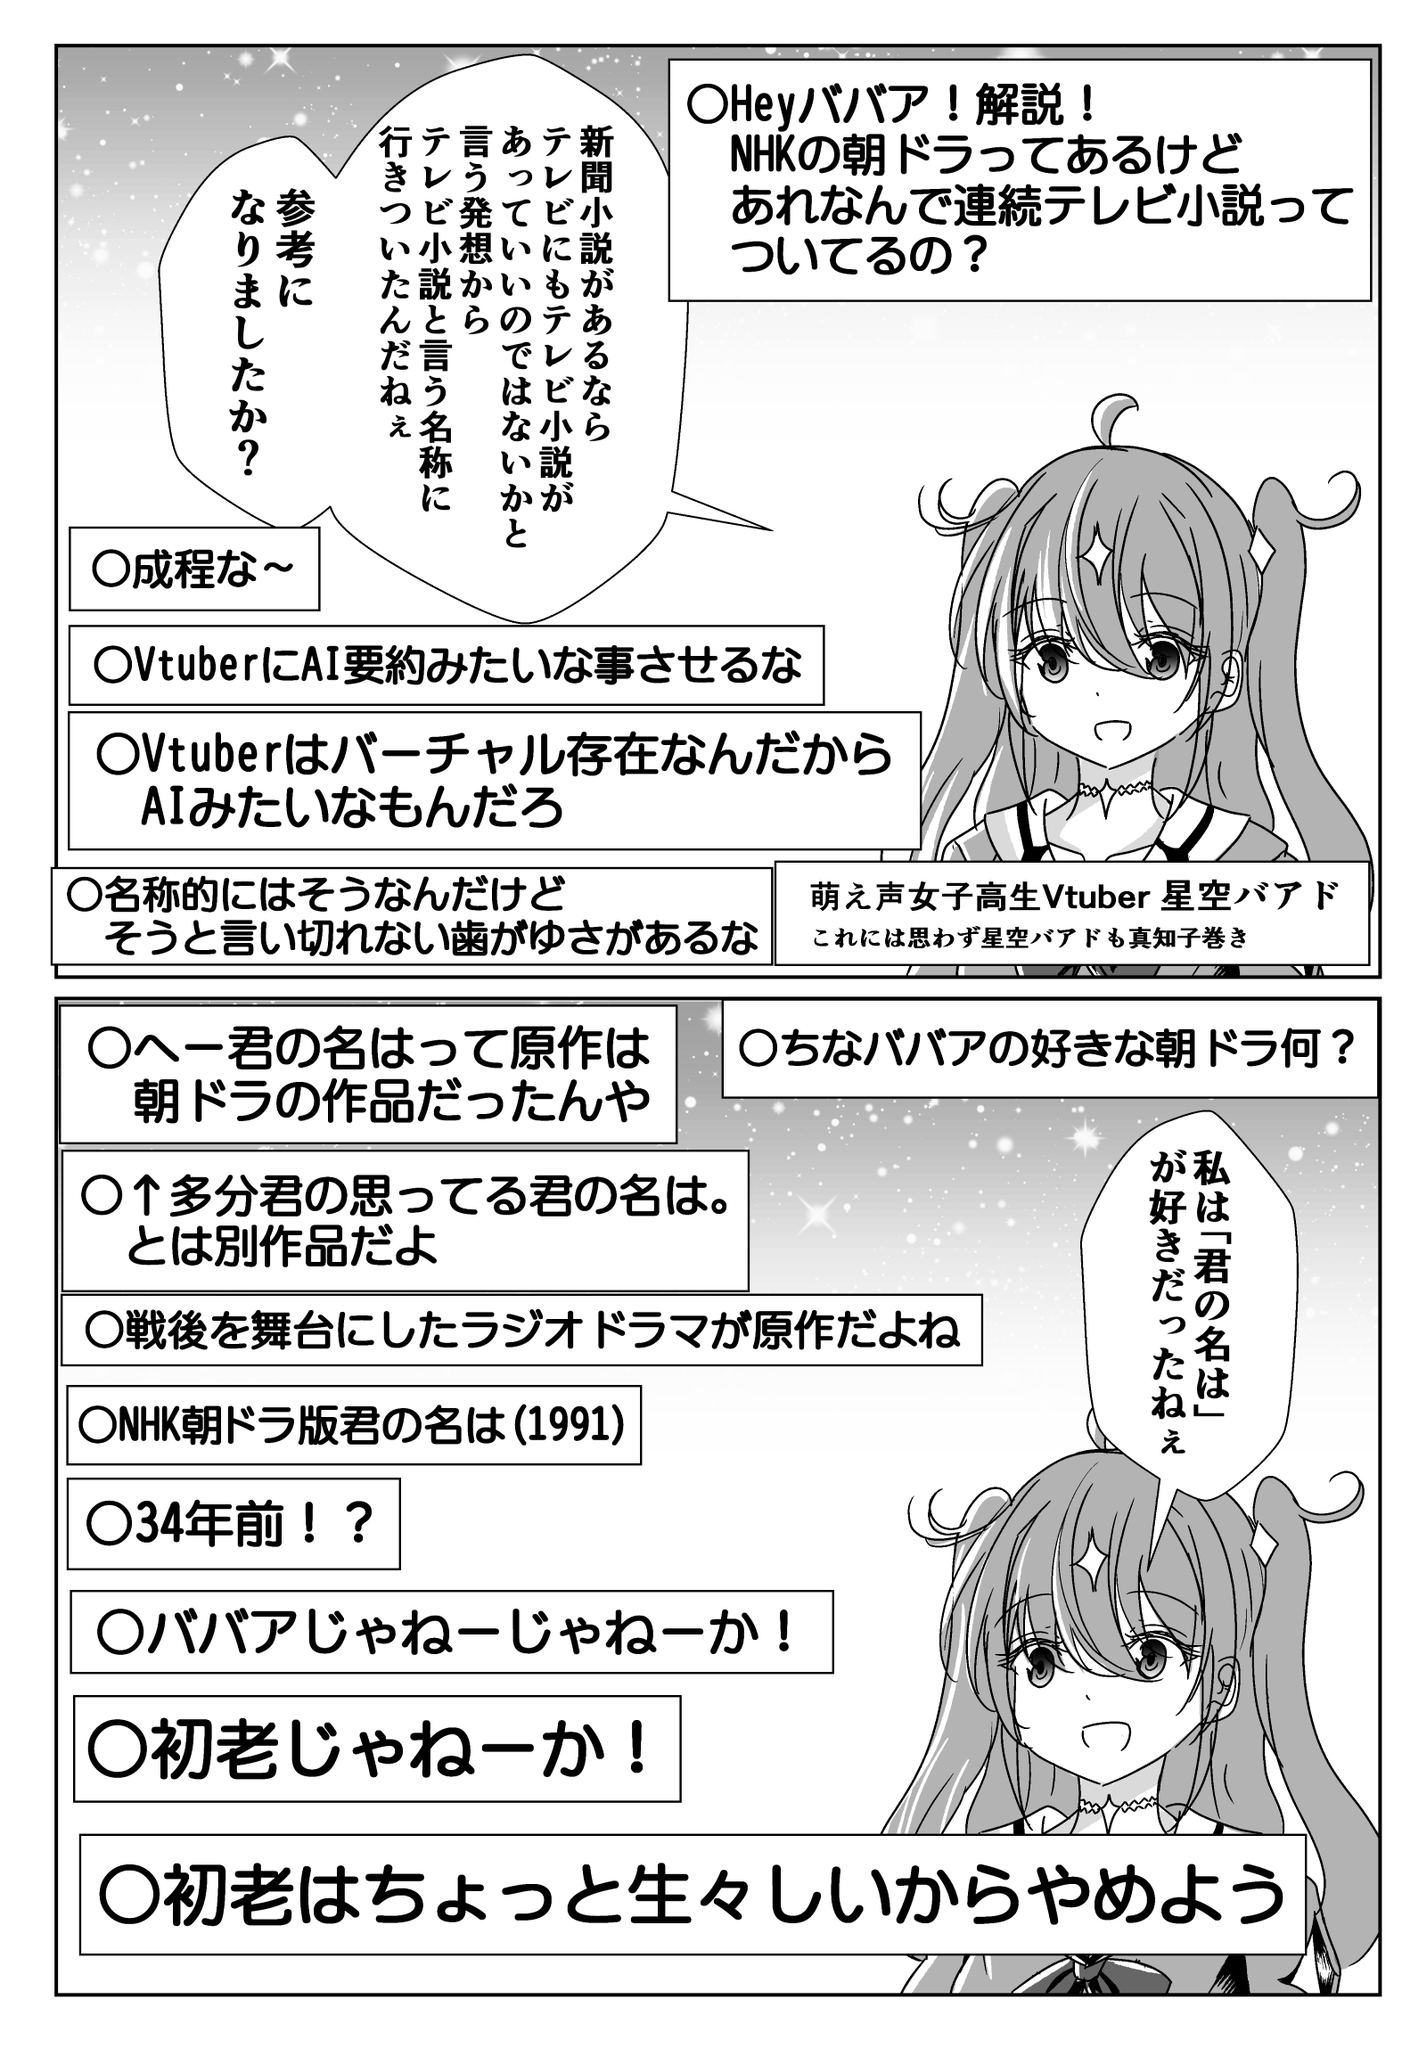 ○Heyババア！解説！
NHKの朝ドラってあるけど
あれなんで連続テレビ小説って
ついてるの？
新聞小説があるなら
テレビにもテレビ小説が
あっていいのではないかと
言う発想から
テレビ小説と言う名称に
行きついたんだねぇ
参考に
なりましたか？
○成程な～
○VtuberにAI要約みたいな事させるな
○Vtuberはバーチャル存在なんだから
AIみたいなもんだろ
○名称的にはそうなんだけど
そうと言い切れない歯がゆさがあるな
萌え声女子高生Vtuber 星空バアド
これには思わず星空バアドも真知子巻き
○ちなババアの好きな朝ドラ何？
私は「君の名は」
が好きだったねぇ
○へー君の名はって原作は
朝ドラの作品だったんや
○↑多分君の思ってる君の名は。
とは別作品だよ
○戦後を舞台にしたラジオドラマが原作だよね
○NHK朝ドラ版君の名は(1991)
○34年前！？
○ババアじゃねーじゃねーか！
○初老じゃねーか！
○初老はちょっと生々しいからやめよう